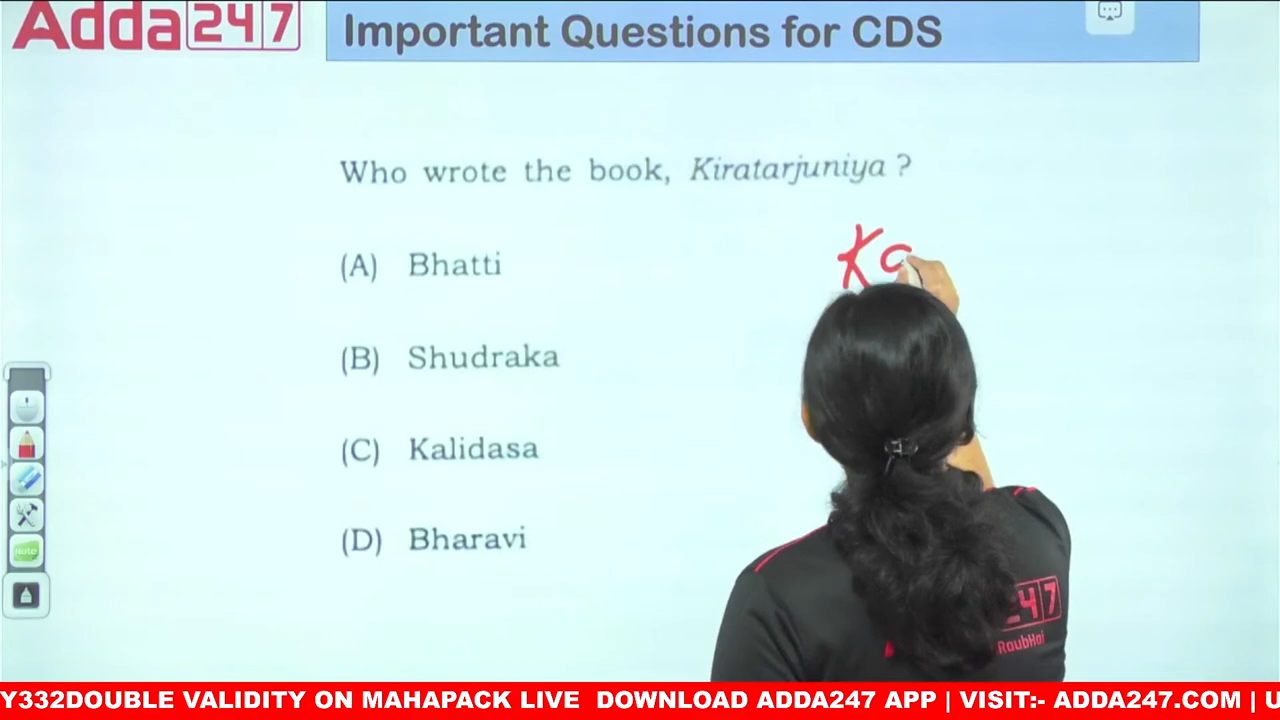 Adda247
Important Questions for CDS
Who wrote the book, Kiratarjuniya ?
(A) Bhatti
(B) Shudraka
(C) Kalidasa
(D) Bharavi
247
Y332DOUBLE VALIDITY ON MAHAPACK LIVE DOWNLOAD ADDA247 APP | VISIT:- ADDA247.COM | U